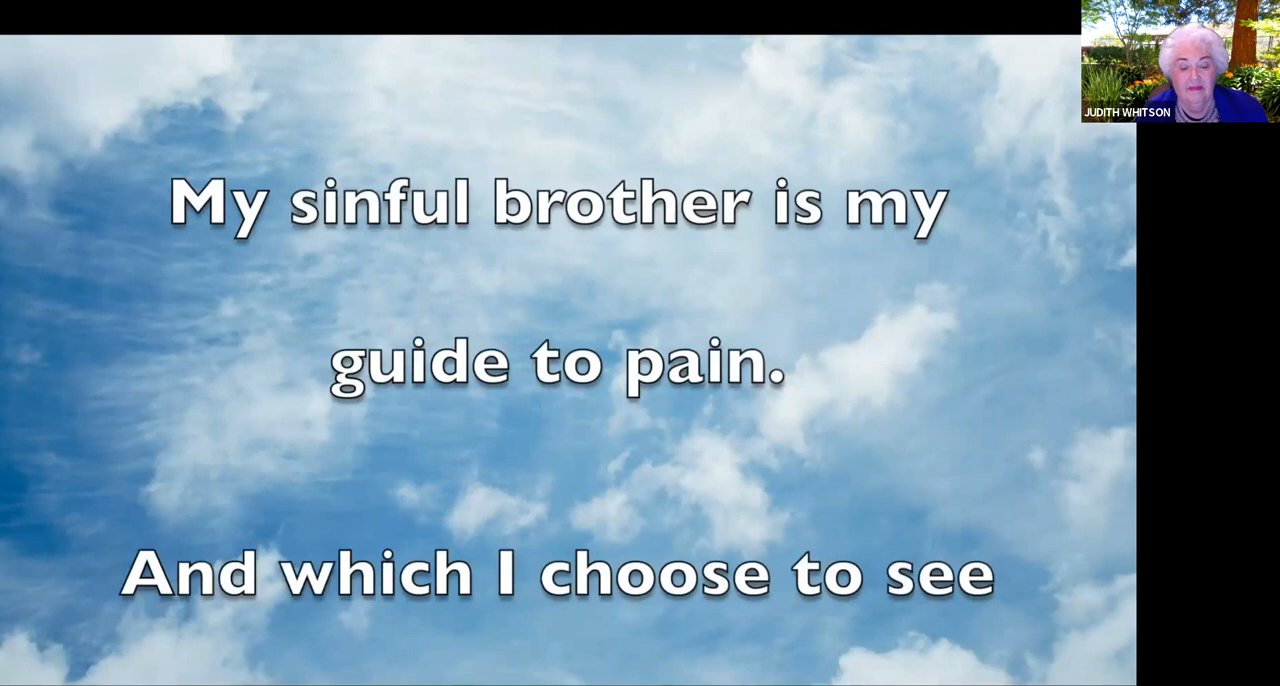 JUDITH WHITSON
My sinful brother is my
guide to pain.
And which I choose to see